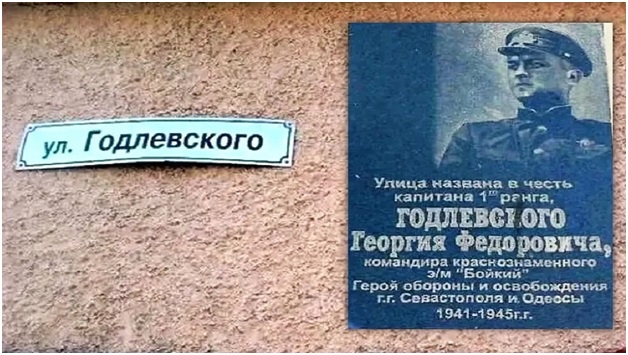 ул. Годлевского
Улица названа в честь
капитана 1го ранга,
ГОДЛЕВСКОГО
Георгия Федоровича,
командира краснознаменного
э/м "Бойкий"
Герой обороны и освобождения
г.г. Севастополя и Одессы
1941-1945г.г.